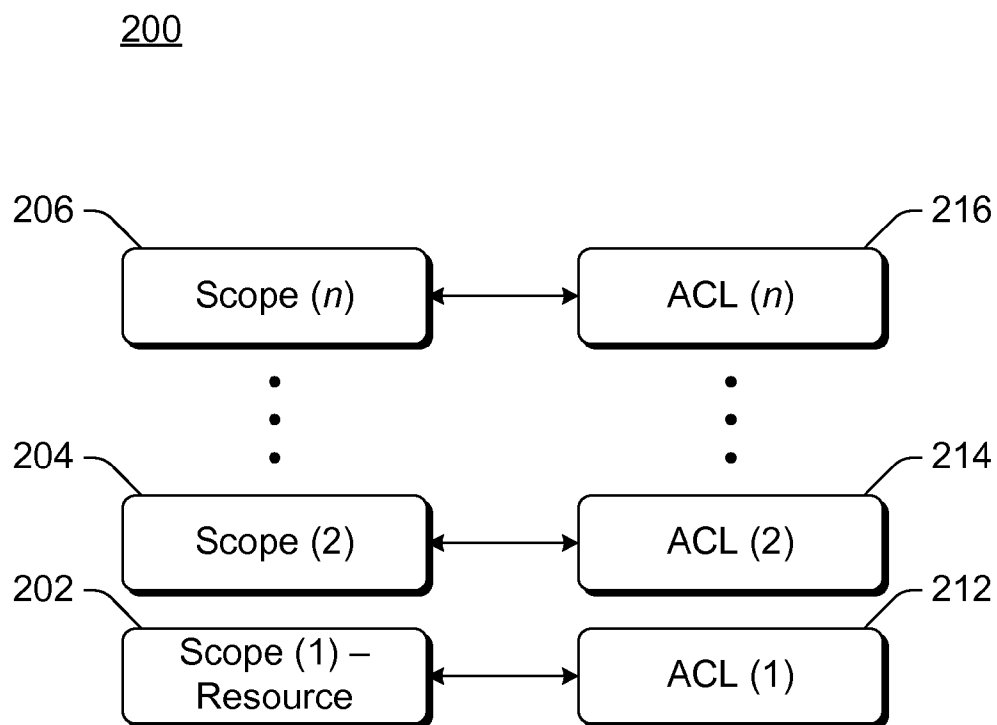 200
206
216
Scope (n)
ACL (n)
204
214
Scope (2)
ACL (2)
202
212
Scope (1) –
Resource
ACL (1)